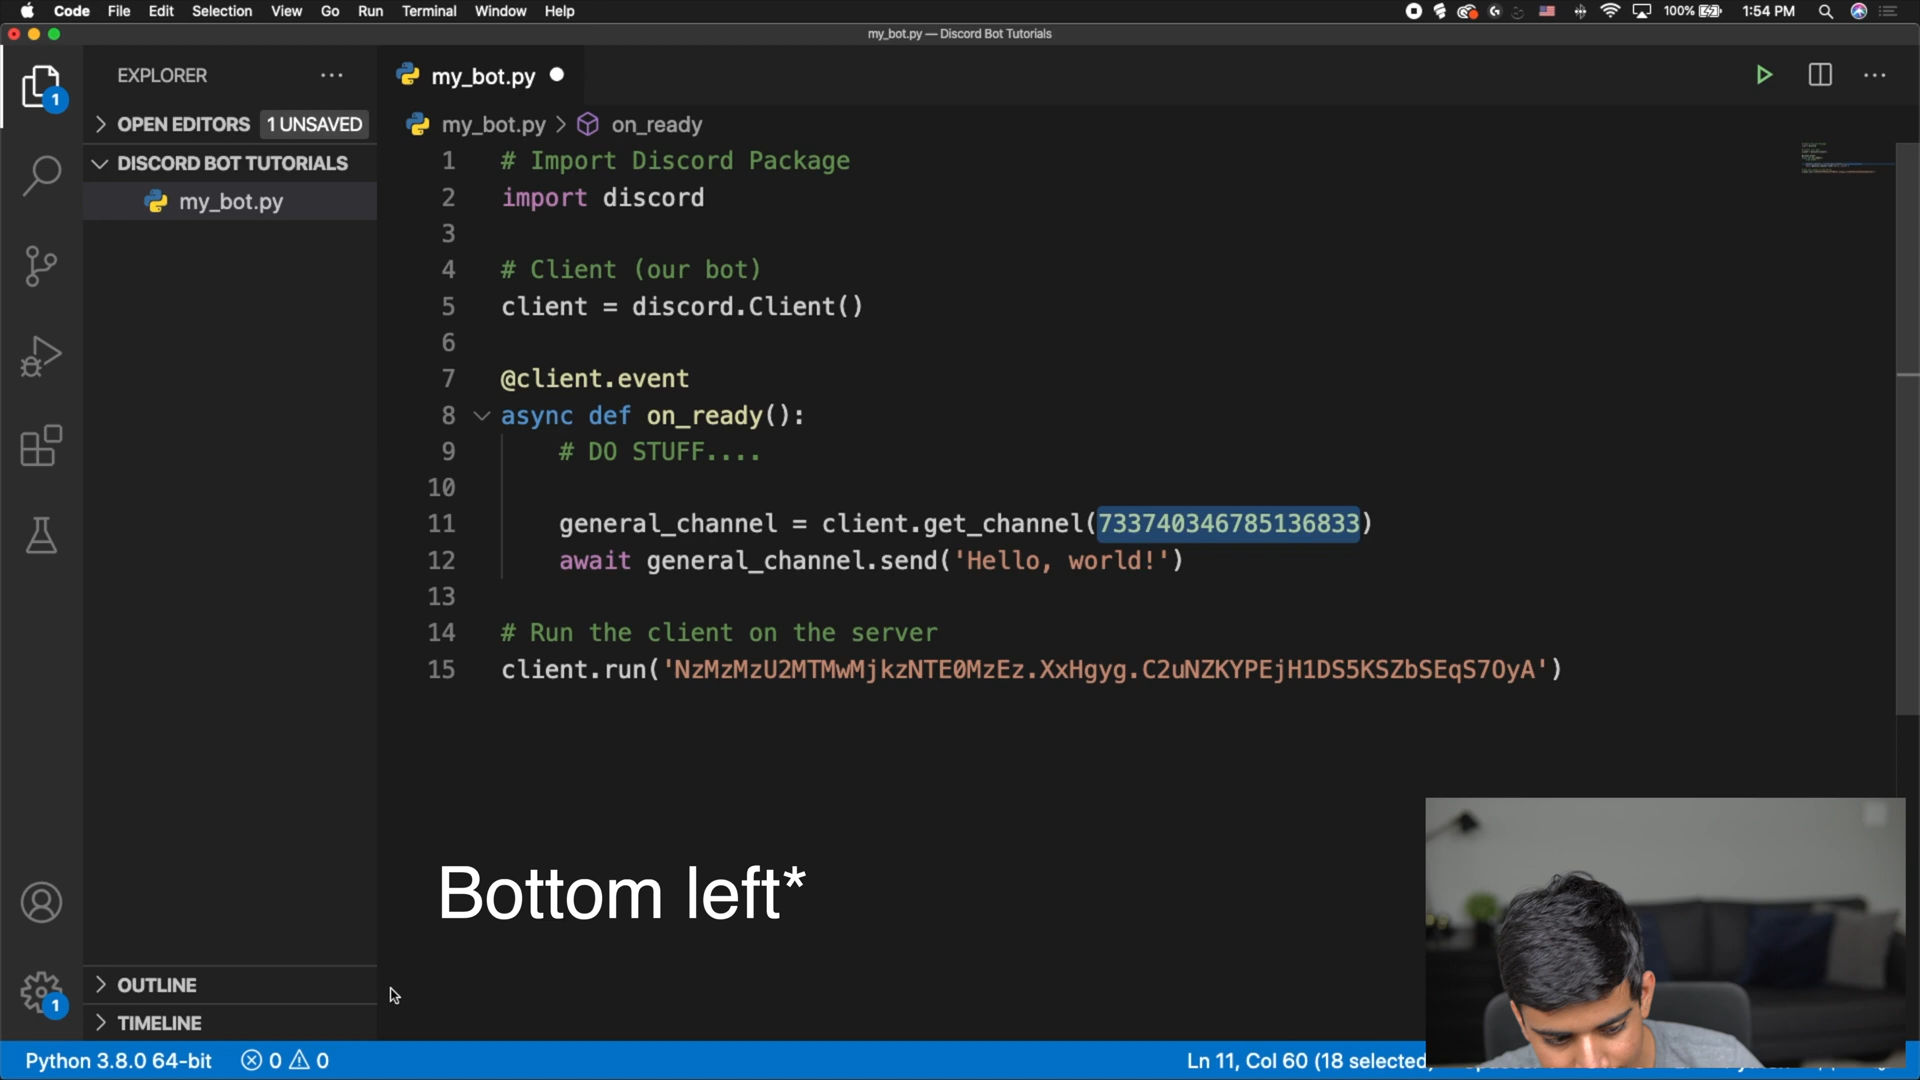 Code File Edit Selection View Go Run Terminal Window Help 100% 1:54 PM
my_bot.py — Discord Bot Tutorials
EXPLORER
my_bot.py
OPEN EDITORS 1 UNSAVED
my_bot.py > on_ready
DISCORD BOT TUTORIALS
my_bot.py
1 # Import Discord Package
2 import discord
3
4 # Client (our bot)
5 client = discord.Client()
6
7 @client.event
8 async def on_ready():
9 # DO STUFF....
10
11 general_channel = client.get_channel(733740346785136833)
12 await general_channel.send('Hello, world!')
13
14 # Run the client on the server
15 client.run('NzMzMzU2MTMwMjkzNTE0MzEz.XxHgyg.C2uNZKYPEjH1DS5KSZbSEqS7OyA')
1
Bottom left*
OUTLINE
1
TIMELINE
Python 3.8.0 64-bit 0 0
Ln 11, Col 60 (18 selected)